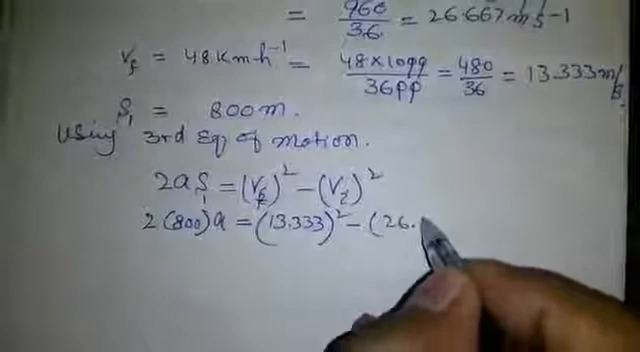 = 960/36 = 26.667 m s-1
Vf = 48 Km h-1 = 48×1000/3600 = 480/36 = 13.333 m/s.
S1 = 800 m.
Using 3rd Eq of motion.
2aS1 = (Vf)² - (Vi)²
2(800)a = (13.333)² - (26.